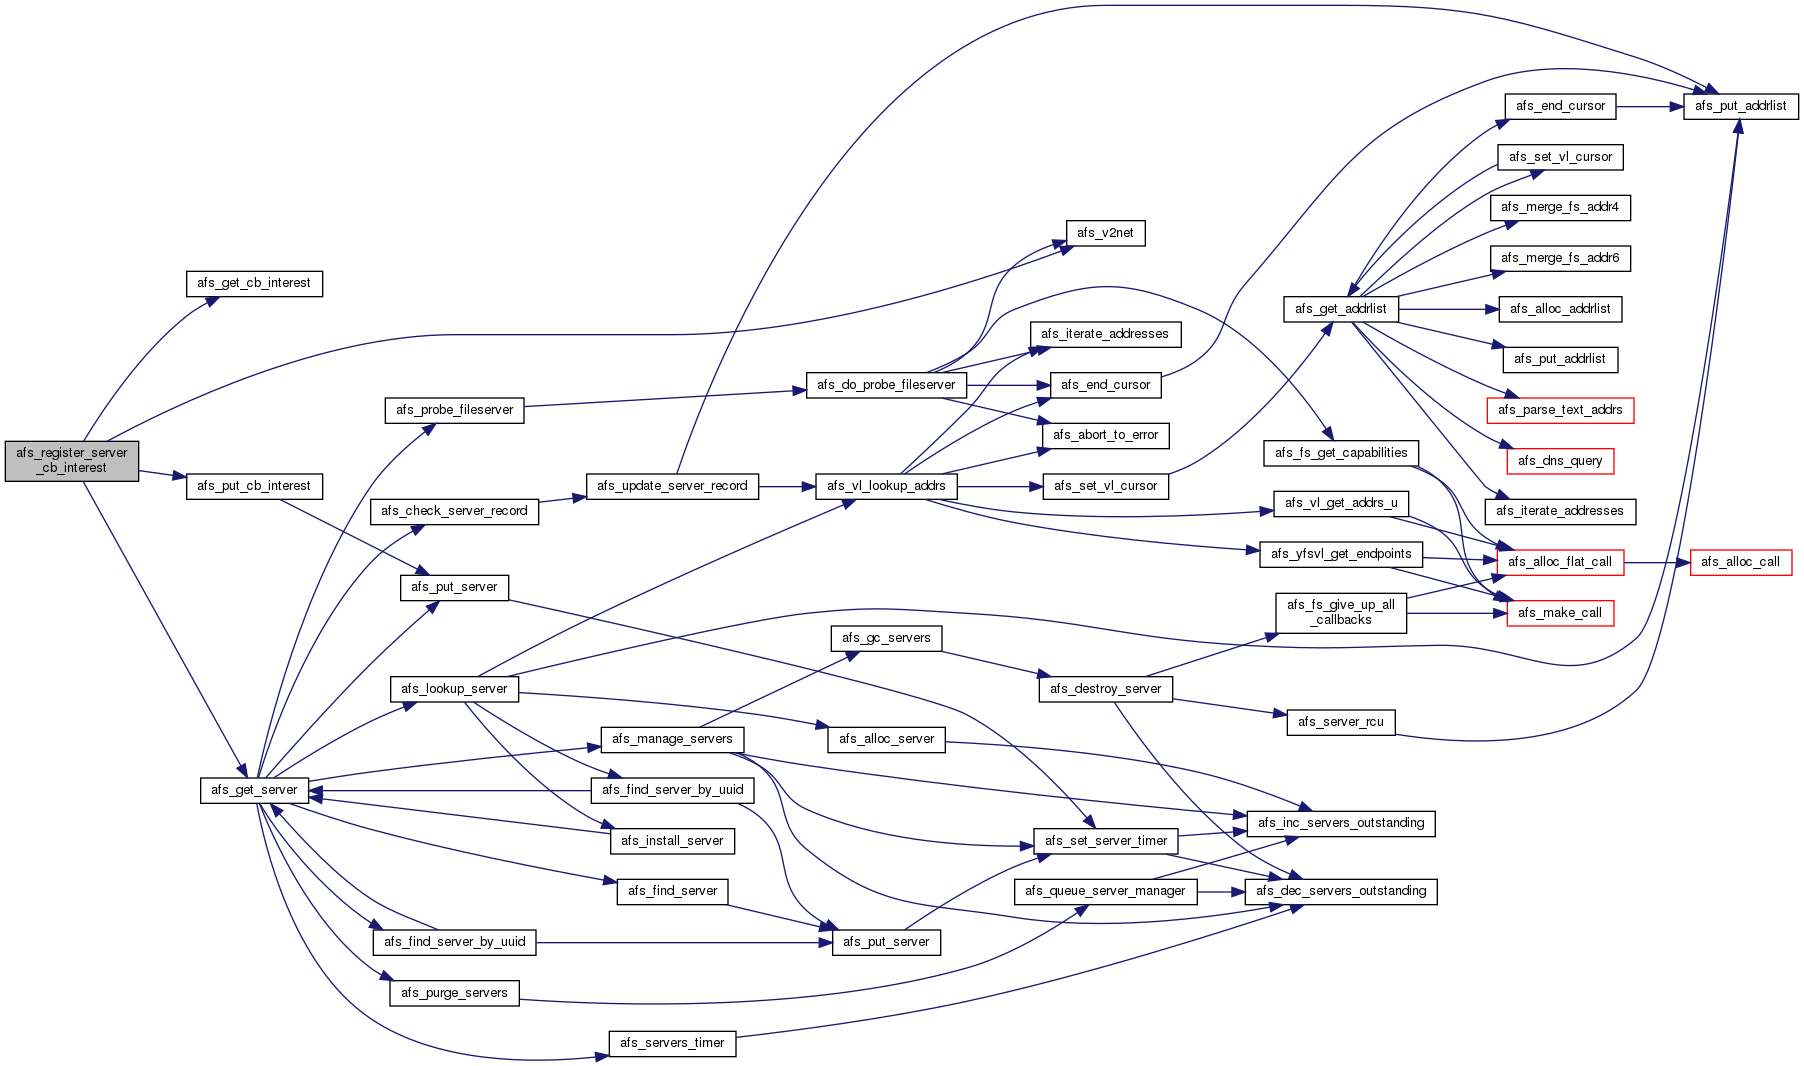 afs_register_server
_cb_interest
afs_get_cb_interest
afs_put_cb_interest
afs_get_server
afs_probe_fileserver
afs_check_server_record
afs_put_server
afs_lookup_server
afs_find_server_by_uuid
afs_purge_servers
afs_update_server_record
afs_manage_servers
afs_find_server_by_uuid
afs_install_server
afs_find_server
afs_servers_timer
afs_do_probe_fileserver
afs_vl_lookup_addrs
afs_gc_servers
afs_alloc_server
afs_put_server
afs_v2net
afs_iterate_addresses
afs_end_cursor
afs_abort_to_error
afs_set_vl_cursor
afs_destroy_server
afs_set_server_timer
afs_queue_server_manager
afs_get_addrlist
afs_fs_get_capabilities
afs_vl_get_addrs_u
afs_yfsvl_get_endpoints
afs_fs_give_up_all
_callbacks
afs_server_rcu
afs_inc_servers_outstanding
afs_dec_servers_outstanding
afs_end_cursor
afs_set_vl_cursor
afs_merge_fs_addr4
afs_merge_fs_addr6
afs_alloc_addrlist
afs_put_addrlist
afs_parse_text_addrs
afs_dns_query
afs_iterate_addresses
afs_alloc_flat_call
afs_make_call
afs_put_addrlist
afs_alloc_call